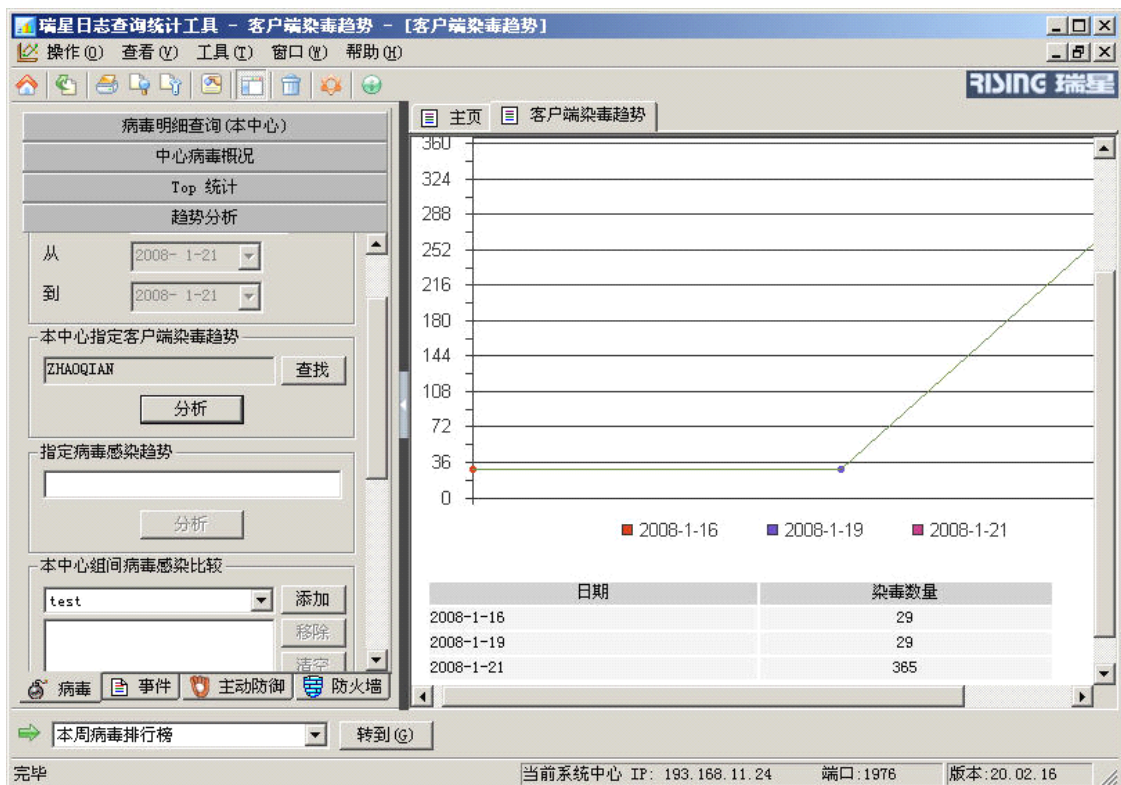 瑞星日志查询统计工具 - 客户端染毒趋势 - [客户端染毒趋势]
操作(O) 查看(V) 工具(T) 窗口(W) 帮助(H)
RISING 瑞星
病毒明细查询(本中心)
中心病毒概况
Top 统计
趋势分析
从 2008- 1-21
到 2008- 1-21
本中心指定客户端染毒趋势
ZHAOQIAN 查找
分析
指定病毒感染趋势
分析
本中心组间病毒感染比较
test 添加
移除
清空
病毒 事件 主动防御 防火墙
主页 客户端染毒趋势
360
324
288
252
216
180
144
108
72
36
0
2008-1-16 2008-1-19 2008-1-21
日期 染毒数量
2008-1-16 29
2008-1-19 29
2008-1-21 365
本周病毒排行榜 转到(G)
完毕 当前系统中心 IP: 193.168.11.24 端口:1976 版本:20.02.16